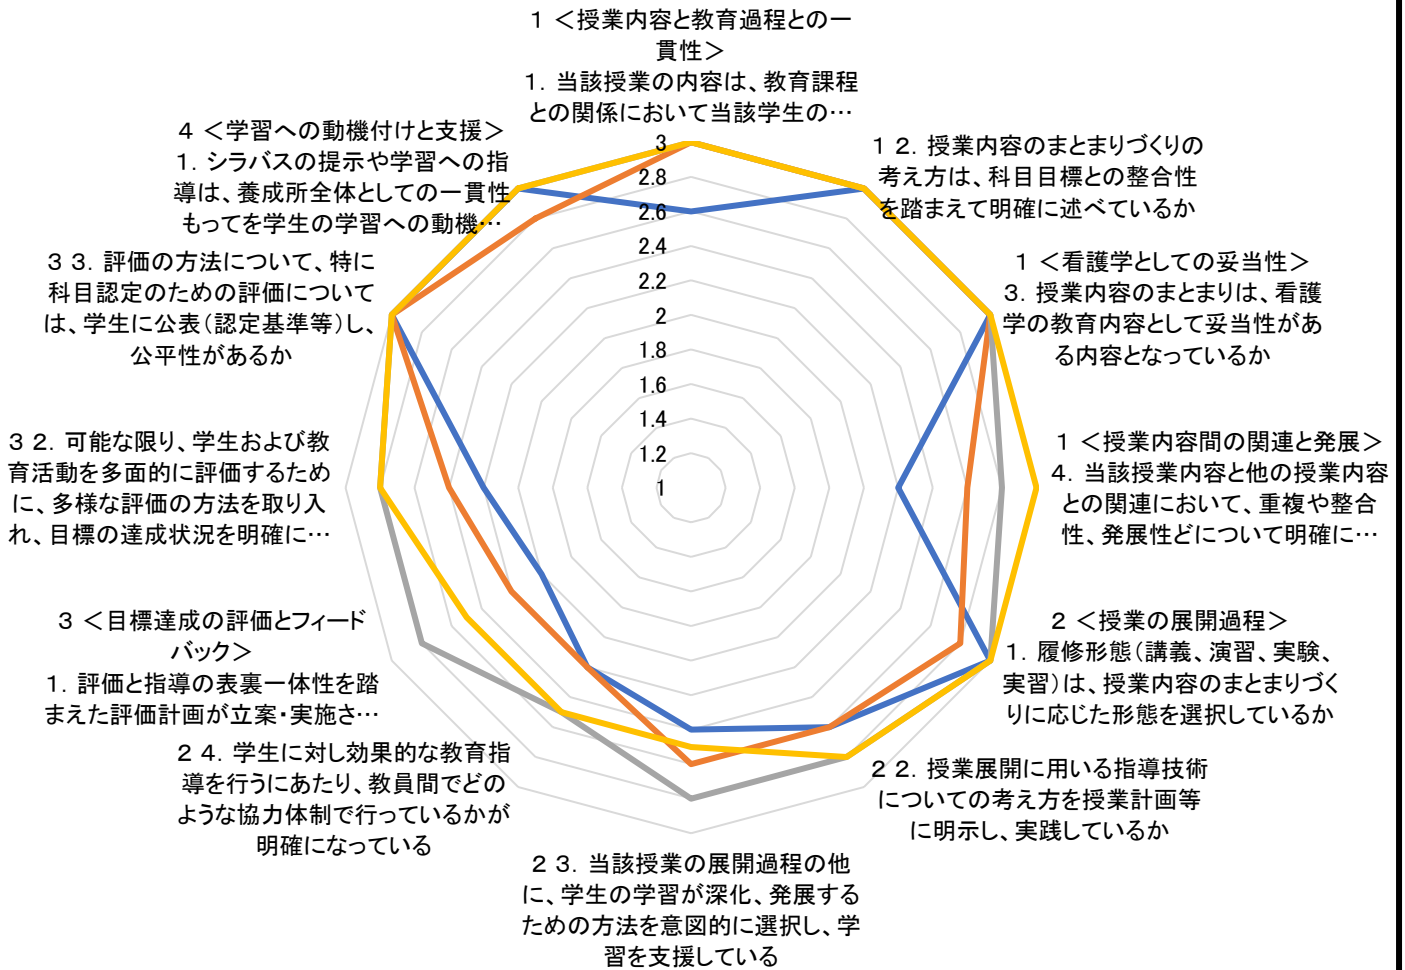 1 ＜授業内容と教育過程との一
貫性＞
1．当該授業の内容は、教育課程
との関係において当該学生の…
1 2．授業内容のまとまりづくりの
考え方は、科目目標との整合性
を踏まえて明確に述べているか
1 ＜看護学としての妥当性＞
3．授業内容のまとまりは、看護
学の教育内容として妥当性があ
る内容となっているか
1 ＜授業内容間の関連と発展＞
4．当該授業内容と他の授業内容
との関連において、重複や整合
性、発展性どについて明確に…
2 ＜授業の展開過程＞
1．履修形態（講義、演習、実験、
実習）は、授業内容のまとまりづく
りに応じた形態を選択しているか
2 2．授業展開に用いる指導技術
についての考え方を授業計画等
に明示し、実践しているか
2 3．当該授業の展開過程の他
に、学生の学習が深化、発展する
ための方法を意図的に選択し、学
習を支援している
2 4．学生に対し効果的な教育指
導を行うにあたり、教員間でどの
ような協力体制で行っているかが
明確になっている
3 ＜目標達成の評価とフィード
バック＞
1．評価と指導の表裏一体性を踏
まえた評価計画が立案・実施さ…
3 2．可能な限り、学生および教
育活動を多面的に評価するため
に、多様な評価の方法を取り入
れ、目標の達成状況を明確に…
3 3．評価の方法について、特に
科目認定のための評価について
は、学生に公表（認定基準等）し、
公平性があるか
4 ＜学習への動機付けと支援＞
1．シラバスの提示や学習への指
導は、養成所全体としての一貫性
もってを学生の学習への動機…
3
2.8
2.6
2.4
2.2
2
1.8
1.6
1.4
1.2
1